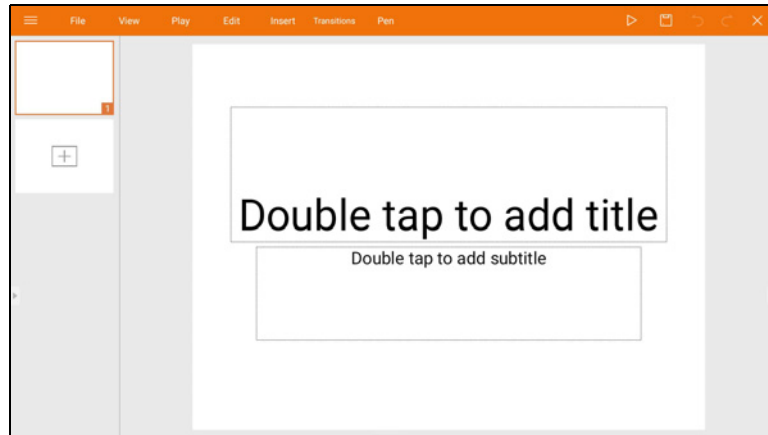 File View Play Edit Insert Transitions Pen
1
Double tap to add title
Double tap to add subtitle